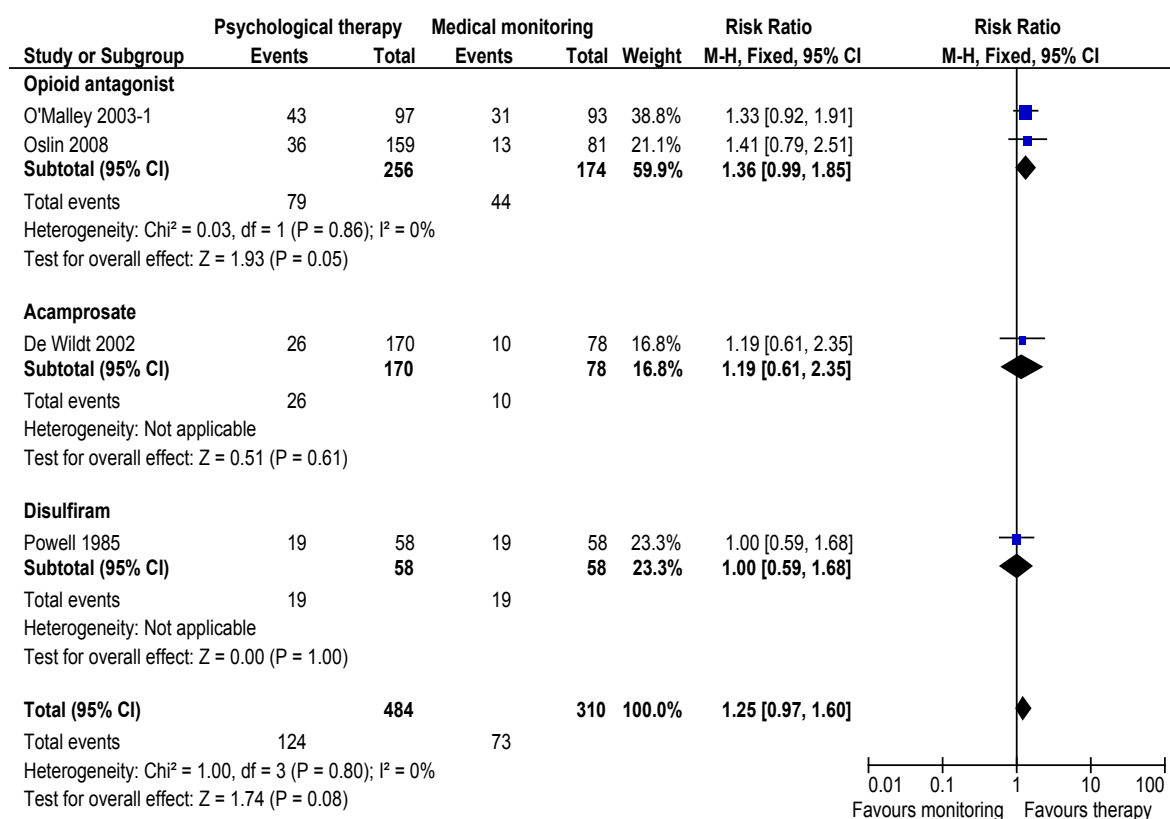 Psychological therapy Medical monitoring Risk Ratio Risk Ratio
Study or Subgroup Events Total Events Total Weight M-H, Fixed, 95% CI M-H, Fixed, 95% CI
Opioid antagonist
O'Malley 2003-1 43 97 31 93 38.8% 1.33 [0.92, 1.91]
Oslin 2008 36 159 13 81 21.1% 1.41 [0.79, 2.51]
Subtotal (95% CI) 256 174 59.9% 1.36 [0.99, 1.85]
Total events 79 44
Heterogeneity: Chi² = 0.03, df = 1 (P = 0.86); I² = 0%
Test for overall effect: Z = 1.93 (P = 0.05)
Acamprosate
De Wildt 2002 26 170 10 78 16.8% 1.19 [0.61, 2.35]
Subtotal (95% CI) 170 78 16.8% 1.19 [0.61, 2.35]
Total events 26 10
Heterogeneity: Not applicable
Test for overall effect: Z = 0.51 (P = 0.61)
Disulfiram
Powell 1985 19 58 19 58 23.3% 1.00 [0.59, 1.68]
Subtotal (95% CI) 58 58 23.3% 1.00 [0.59, 1.68]
Total events 19 19
Heterogeneity: Not applicable
Test for overall effect: Z = 0.00 (P = 1.00)
Total (95% CI) 484 310 100.0% 1.25 [0.97, 1.60]
Total events 124 73
Heterogeneity: Chi² = 1.00, df = 3 (P = 0.80); I² = 0%
Test for overall effect: Z = 1.74 (P = 0.08)
0.01 0.1 1 10 100
Favours monitoring Favours therapy